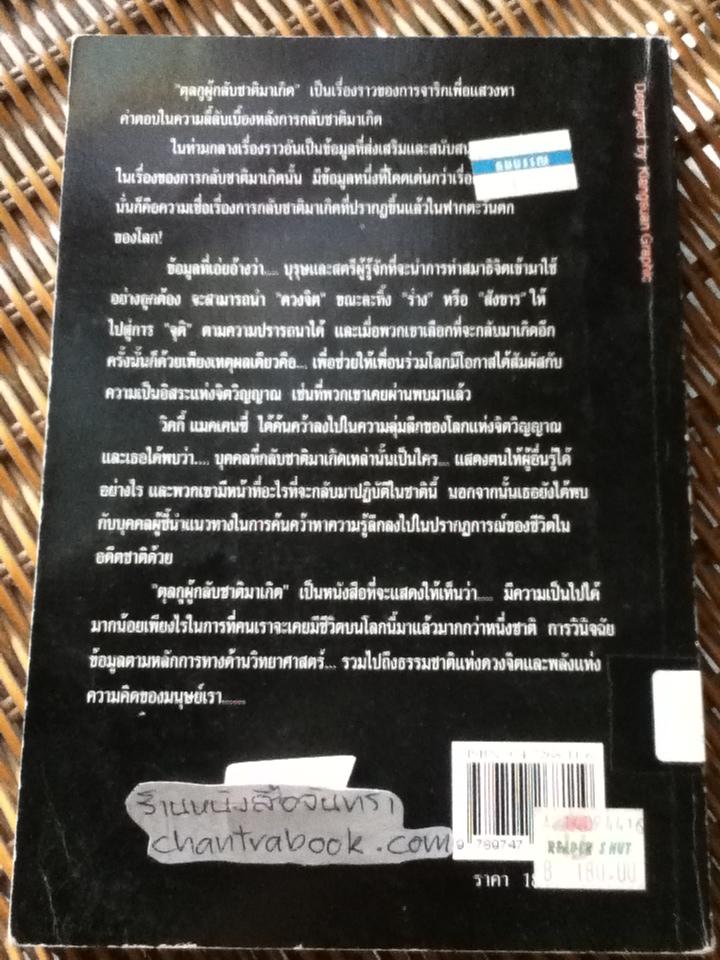 "ตุลกูผู้กลับชาติมาเกิด" เป็นเรื่องราวของการจาริกเพื่อแสวงหา
คำตอบในความลี้ลับเบื้องหลังการกลับชาติมาเกิด
ในท่ามกลางเรื่องราวอันเป็นข้อมูลที่ส่งเสริมและสนับสน
ในเรื่องของการกลับชาติมาเกิดนั้น มีข้อมูลหนึ่งที่โดดเด่นกว่าเรื่อง
นั่นก็คือความเชื่อเรื่องการกลับชาติมาเกิดที่ปรากฏขึ้นแล้วในฟากตะวันตก
ของโลก!
ข้อมูลที่เอ่ยอ้างว่า.... บุรุษและสตรีผู้รู้จักที่จะนำการทำสมาธิจิตเข้ามาใช้
อย่างถูกต้อง จะสามารถนำ "ดวงจิต" ขณะละทิ้ง "ร่าง" หรือ "สังขาร" ให้
ไปสู่การ "จุติ" ตามความปรารถนาได้ และเมื่อพวกเขาเลือกที่จะกลับมาเกิดอีก
ครั้งนั้นก็ด้วยเพียงเหตุผลเดียวคือ.... เพื่อช่วยให้เพื่อนร่วมโลกมีโอกาสได้สัมผัสกับ
ความเป็นอิสระแห่งจิตวิญญาณ เช่นที่พวกเขาเคยผ่านพบมาแล้ว
วิคกี้ แมคเคนซี่ ได้ค้นคว้าลงไปในความลุ่มลึกของโลกแห่งจิตวิญญาณ
และเธอได้พบว่า.... บุคคลที่กลับชาติมาเกิดเหล่านั้นเป็นใคร.... แสดงตนให้ผู้อื่นรู้ได้
อย่างไร และพวกเขามีหน้าที่อะไรที่จะกลับมาปฏิบัติในชาตินี้ นอกจากนั้นเธอยังได้พบ
กับบุคคลผู้ชี้นำแนวทางในการค้นคว้าหาความรู้ลึกลงไปในปรากฏการณ์ของชีวิตใน
อดีตชาติด้วย
"ตุลกูผู้กลับชาติมาเกิด" เป็นหนังสือที่จะแสดงให้เห็นว่า..... มีความเป็นไปได้
มากน้อยเพียงไรในการที่คนเราจะเคยมีชีวิตบนโลกนี้มาแล้วมากกว่าหนึ่งชาติ การวินิจฉัย
ข้อมูลตามหลักการทางด้านวิทยาศาสตร์.... รวมไปถึงธรรมชาติแห่งดวงจิตและพลังแห่ง
ความคิดของมนุษย์เรา.......
Designed by Kangsuan Graphic
ร้านหนังสือจันทรา
chantrabook.com
9 789747
READER'S HUT
B 180.00
ราคา 18